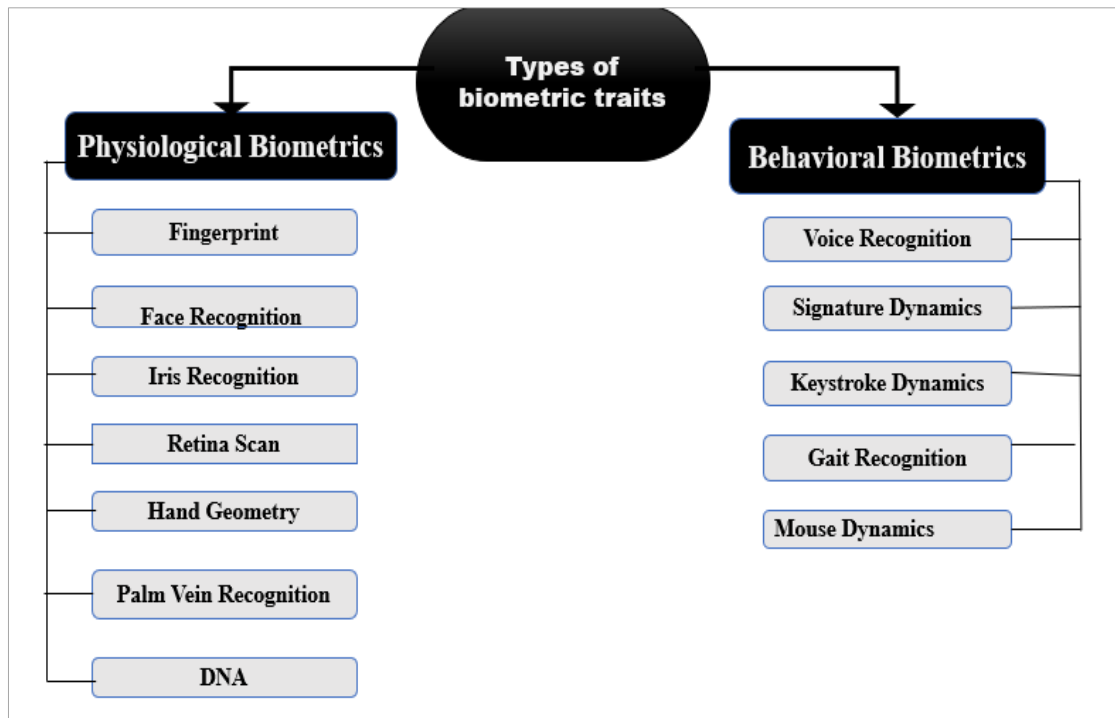 Types of
biometric traits
Physiological Biometrics
Fingerprint
Face Recognition
Iris Recognition
Retina Scan
Hand Geometry
Palm Vein Recognition
DNA
Behavioral Biometrics
Voice Recognition
Signature Dynamics
Keystroke Dynamics
Gait Recognition
Mouse Dynamics